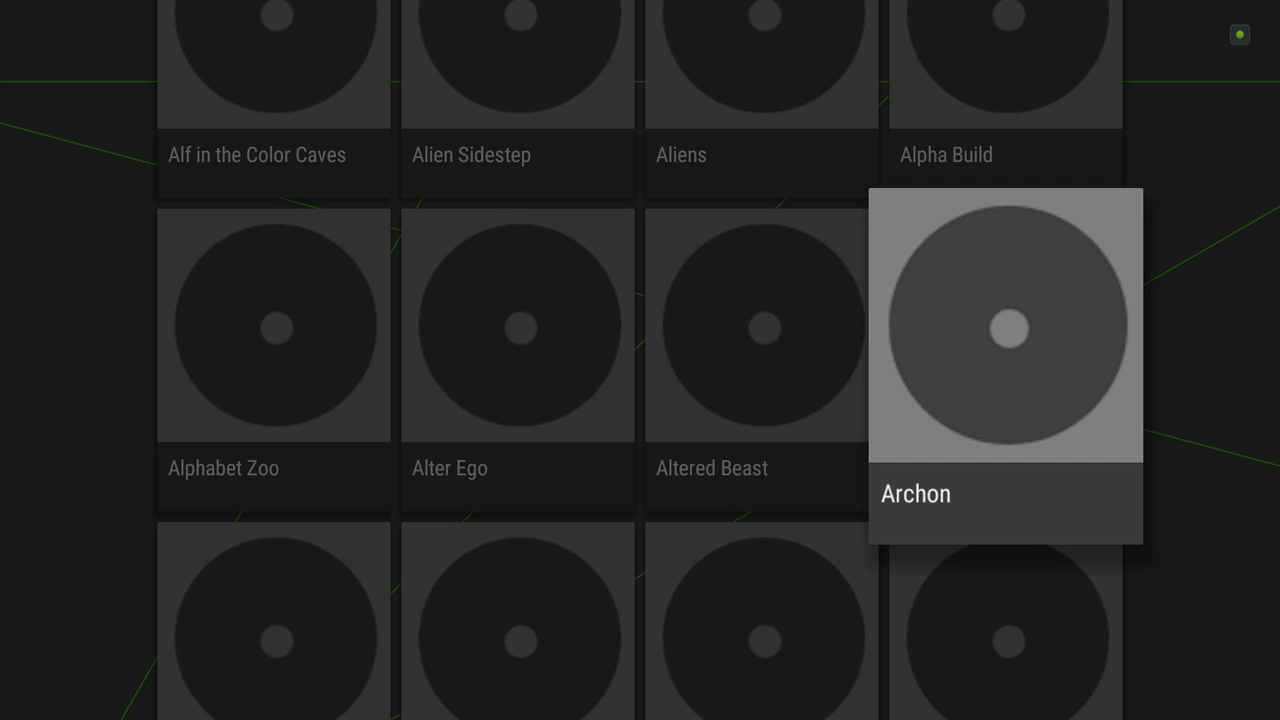 Alf in the Color Caves
Alien Sidestep
Aliens
Alpha Build
Alphabet Zoo
Alter Ego
Altered Beast
Archon